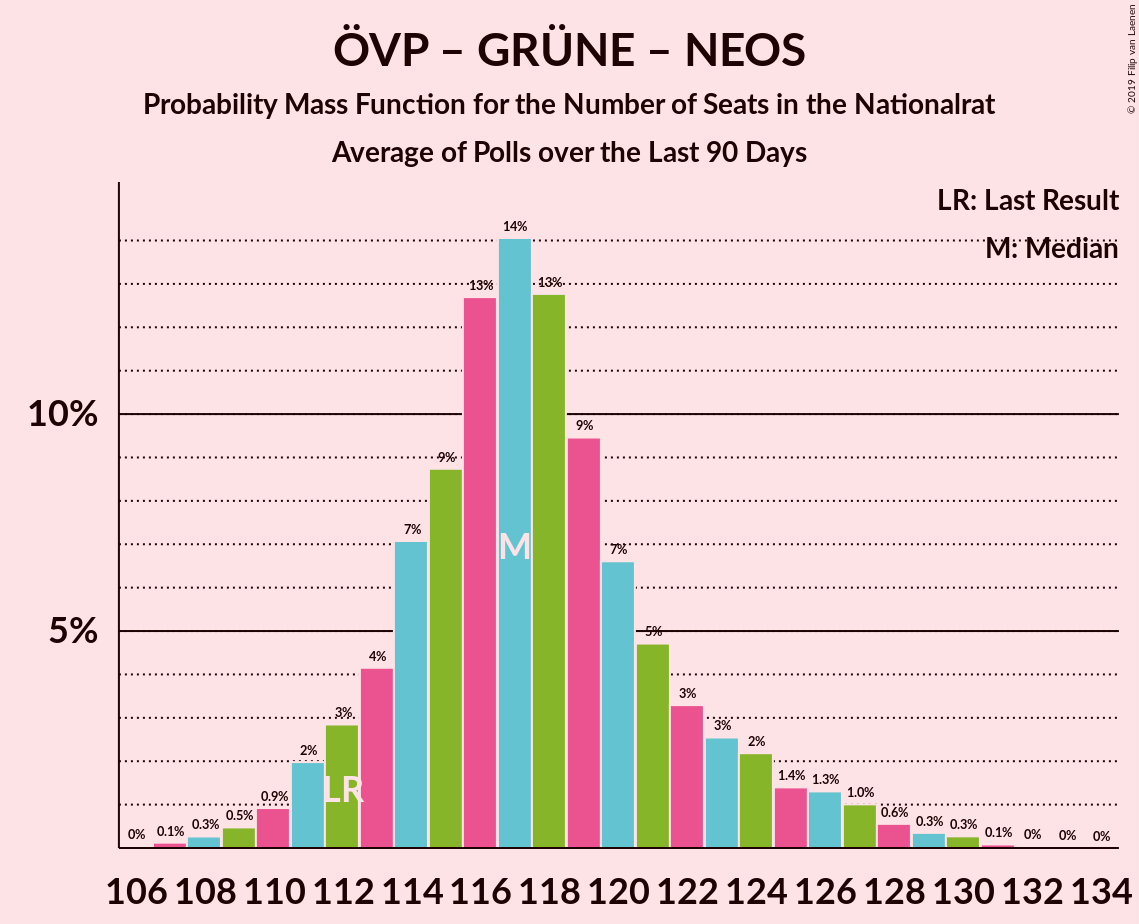 ÖVP – GRÜNE – NEOS
Probability Mass Function for the Number of Seats in the Nationalrat
Average of Polls over the Last 90 Days
© 2019 Filip van Laenen
LR: Last Result
M: Median
10%
5%
0% 0.1% 0.3% 0.5% 0.9% 2% 3% 4% 7% 9% 13% 14% 13% 9% 7% 5% 3% 3% 2% 1.4% 1.3% 1.0% 0.6% 0.3% 0.3% 0.1% 0% 0% 0%
M
LR
106 108 110 112 114 116 118 120 122 124 126 128 130 132 134